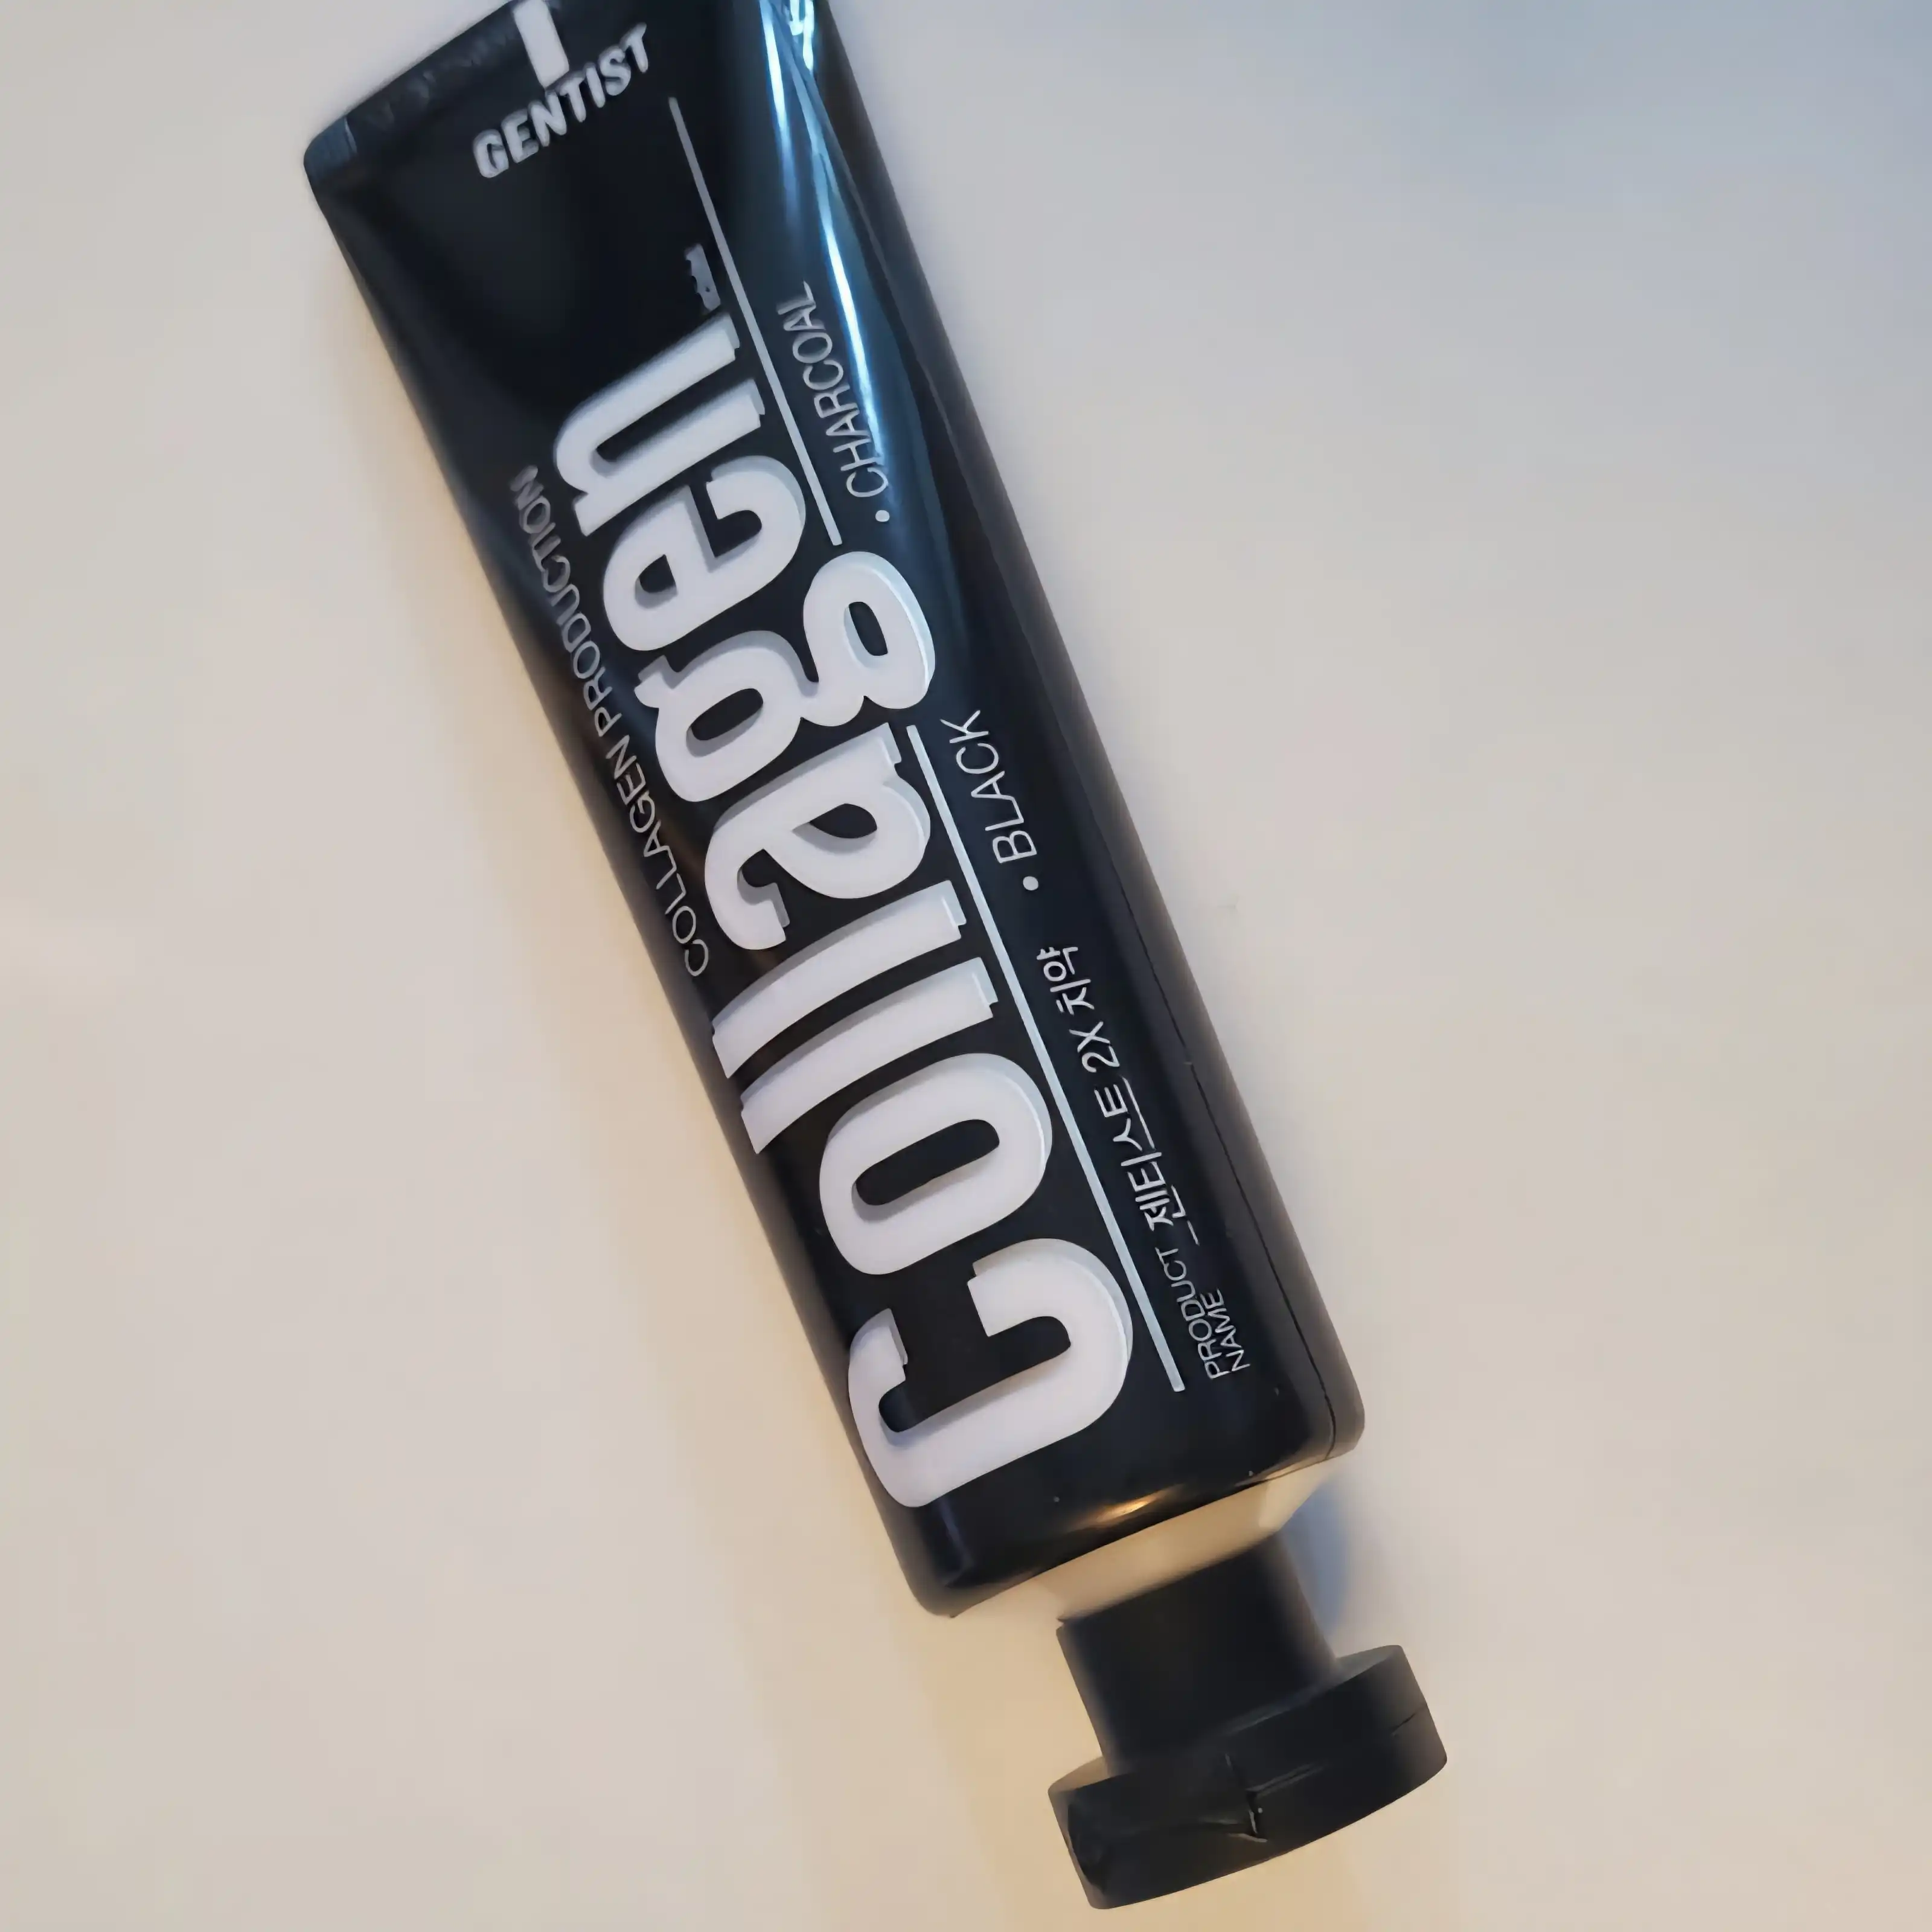 GENTIST
COLLAGEN PRODUCTION
Collagen
PRODUCT NAME 젠티스트 2X 치약
• BLACK
• CHARCOAL